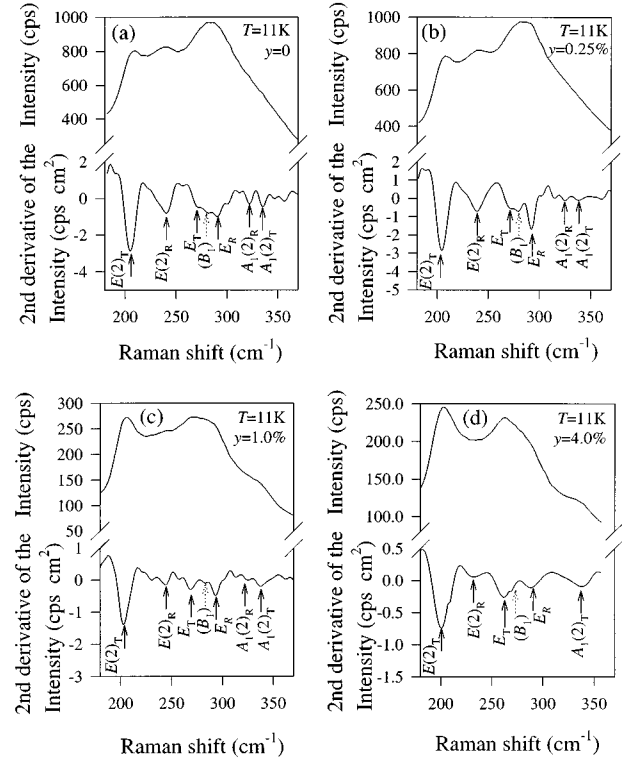 (a)
T=11K
y=0
Intensity (cps)
1000
800
600
400
2nd derivative of the
Intensity (cps cm²)
2
0
-2
-4
E(2)T
E(2)R
ET
(B1)
ER
A1(2)R
A1(2)T
200 250 300 350
Raman shift (cm⁻¹)
(b)
T=11K
y=0.25%
Intensity (cps)
1000
800
600
400
2nd derivative of the
Intensity (cps cm²)
2
1
0
-1
-2
-3
-4
-5
E(2)T
E(2)R
ET
(B1)
ER
A1(2)R
A1(2)T
200 250 300 350
Raman shift (cm⁻¹)
(c)
T=11K
y=1.0%
Intensity (cps)
300
250
200
150
100
50
2nd derivative of the
Intensity (cps cm²)
1
0
-1
-2
-3
E(2)T
E(2)R
ET
(B1)
ER
A1(2)R
A1(2)T
200 250 300 350
Raman shift (cm⁻¹)
(d)
T=11K
y=4.0%
Intensity (cps)
250.0
200.0
150.0
100.0
2nd derivative of the
Intensity (cps cm²)
0.5
0.0
-0.5
-1.0
-1.5
E(2)T
E(2)R
ET
(B1)
ER
A1(2)T
200 250 300 350
Raman shift (cm⁻¹)